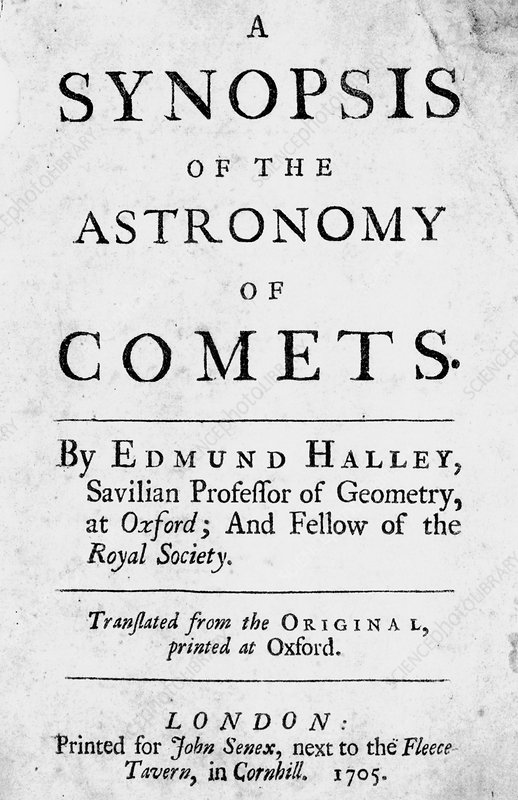 A
SYNOPSIS
OF THE
ASTRONOMY
OF
COMETS.
By EDMUND HALLEY,
Savilian Profeſſor of Geometry,
at Oxford; And Fellow of the
Royal Society.
Tranſlated from the ORIGINAL,
printed at Oxford.
LONDON:
Printed for John Senex, next to the Fleece-
Tavern, in Cornhill. 1705.